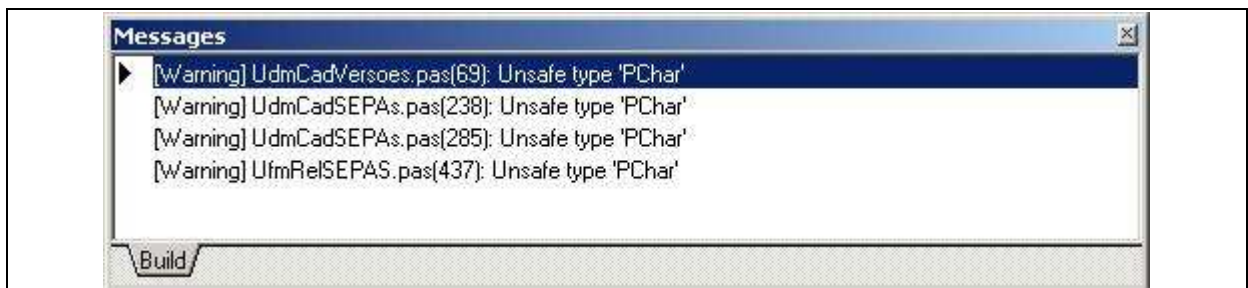 Messages
[Warning] UdmCadVersoes.pas(69): Unsafe type 'PChar'
[Warning] UdmCadSEPAs.pas(238): Unsafe type 'PChar'
[Warning] UdmCadSEPAs.pas(285): Unsafe type 'PChar'
[Warning] UfmRelSEPAS.pas(437): Unsafe type 'PChar'
Build